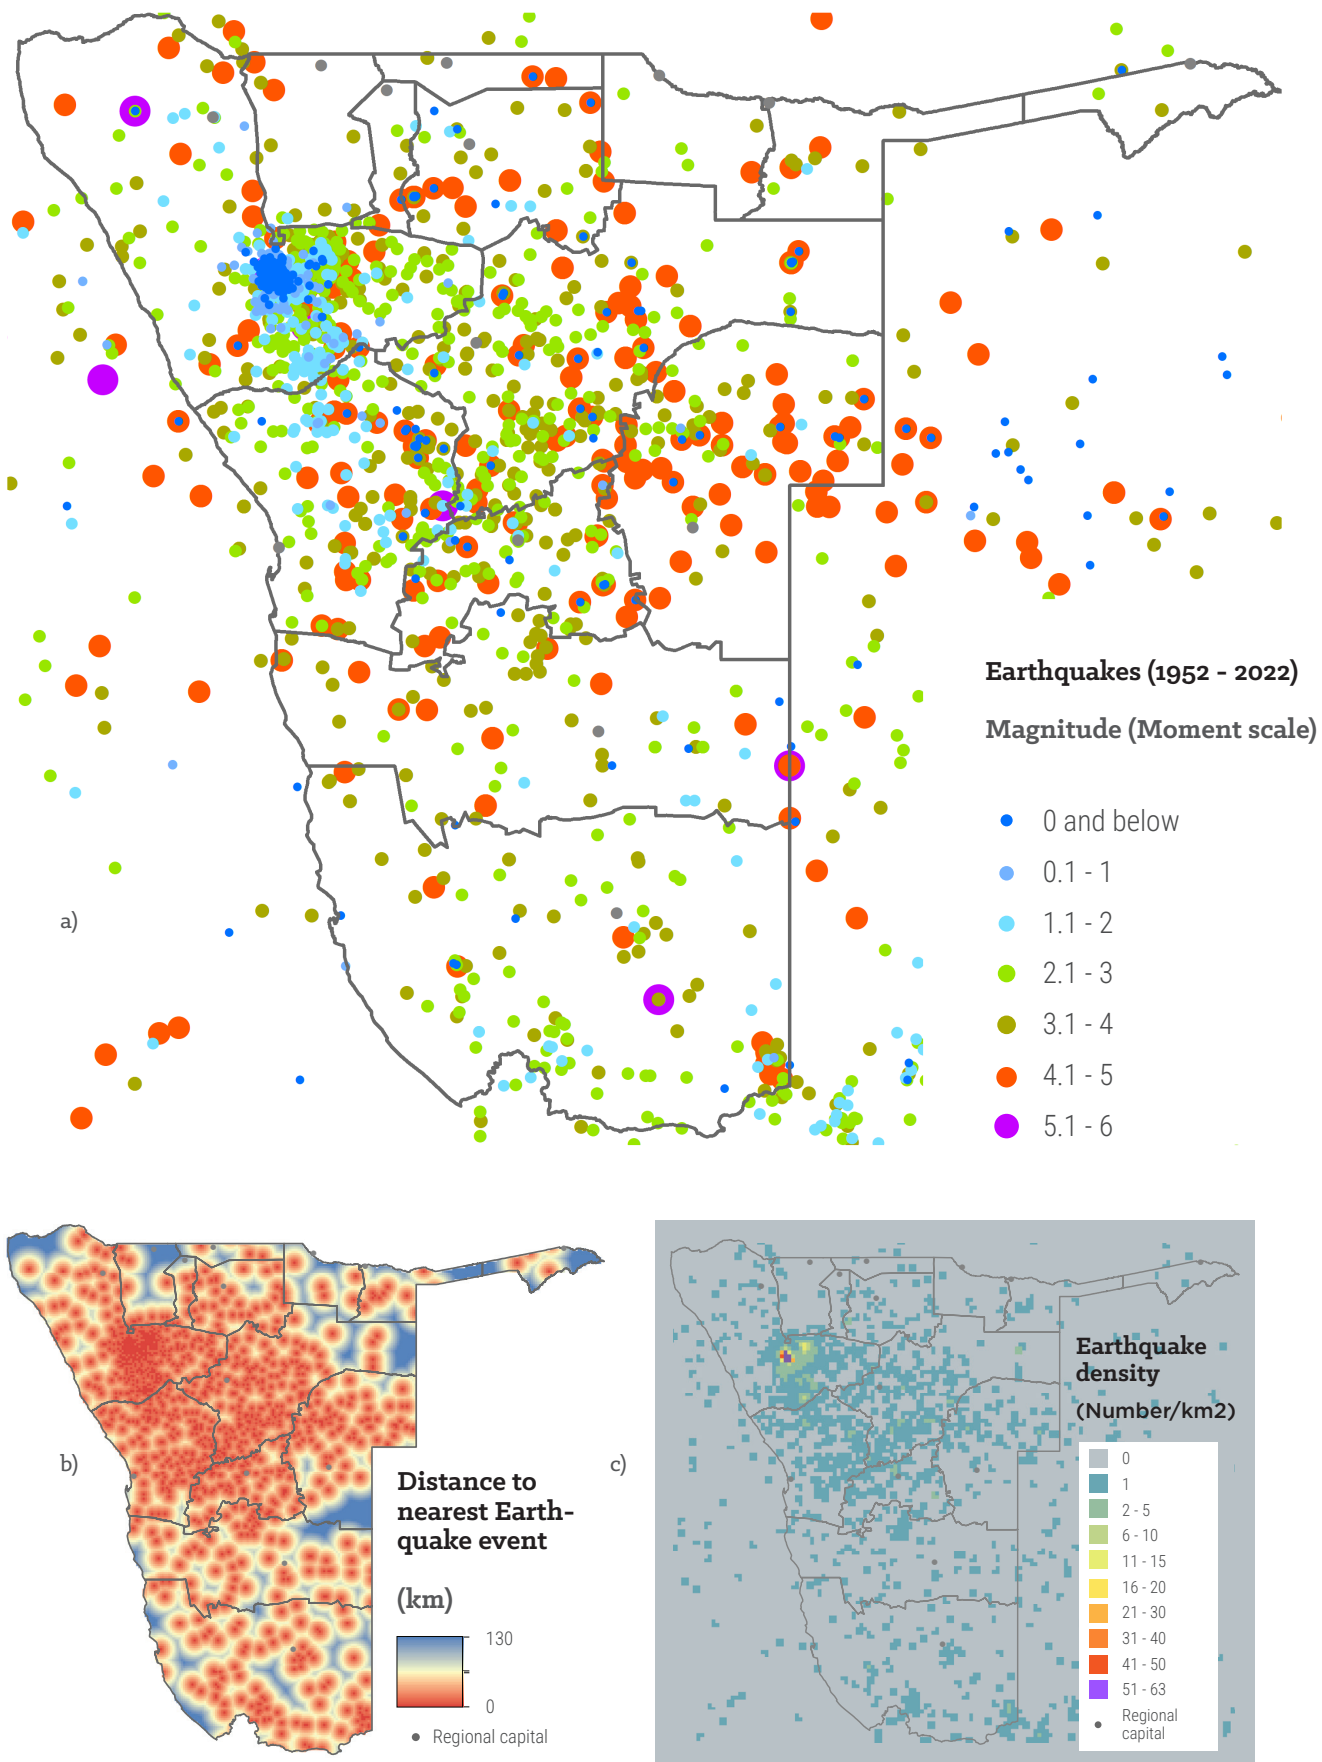 Earthquakes (1952 - 2022)
Magnitude (Moment scale)
0 and below
0.1 - 1
1.1 - 2
2.1 - 3
3.1 - 4
4.1 - 5
5.1 - 6
a)
b)
Distance to
nearest Earth-
quake event
(km)
130
0
Regional capital
c)
Earthquake
density
(Number/km2)
0
1
2 - 5
6 - 10
11 - 15
16 - 20
21 - 30
31 - 40
41 - 50
51 - 63
Regional
capital